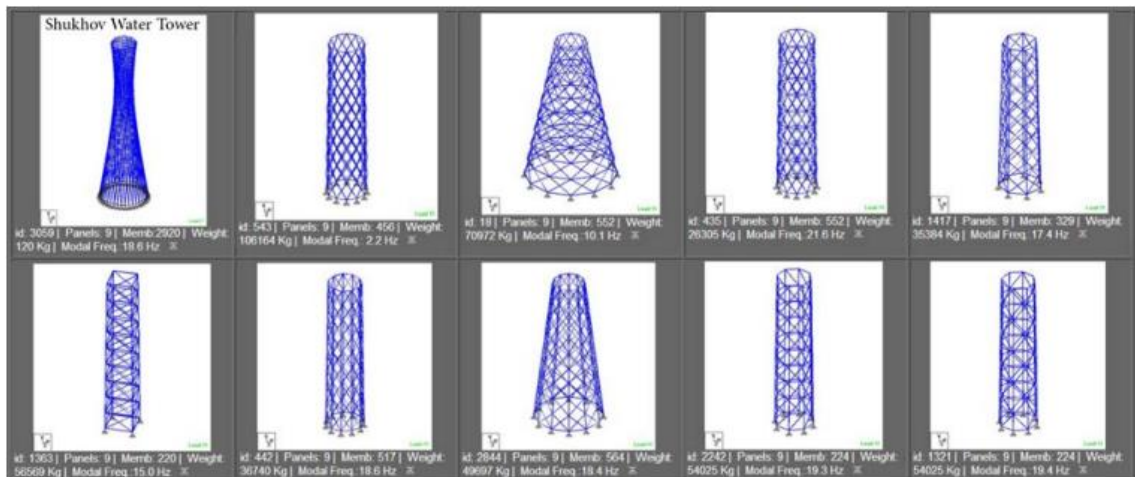 Shukhov Water Tower
id: 3059 | Panels: 9 | Memb:2920 | Weight:
120 Kg | Modal Freq.:18.6 Hz
id: 543 | Panels: 9 | Memb: 456 | Weight:
106164 Kg | Modal Freq.: 2.2 Hz
id: 18 | Panels: 9 | Memb: 552 | Weight:
70972 Kg | Modal Freq.:10.1 Hz
id: 435 | Panels: 9 | Memb: 552 | Weight:
26305 Kg | Modal Freq.:21.6 Hz
id: 1417 | Panels: 9 | Memb: 329 | Weight:
35384 Kg | Modal Freq.:17.4 Hz
id: 1363 | Panels: 9 | Memb: 220 | Weight:
56569 Kg | Modal Freq.:15.0 Hz
id: 442 | Panels: 9 | Memb: 517 | Weight:
36740 Kg | Modal Freq.:18.6 Hz
id: 2844 | Panels: 9 | Memb: 564 | Weight:
49697 Kg | Modal Freq.:18.4 Hz
id: 2242 | Panels: 9 | Memb: 224 | Weight:
54025 Kg | Modal Freq.:19.3 Hz
id: 1321 | Panels: 9 | Memb: 224 | Weight:
54025 Kg | Modal Freq.:19.4 Hz